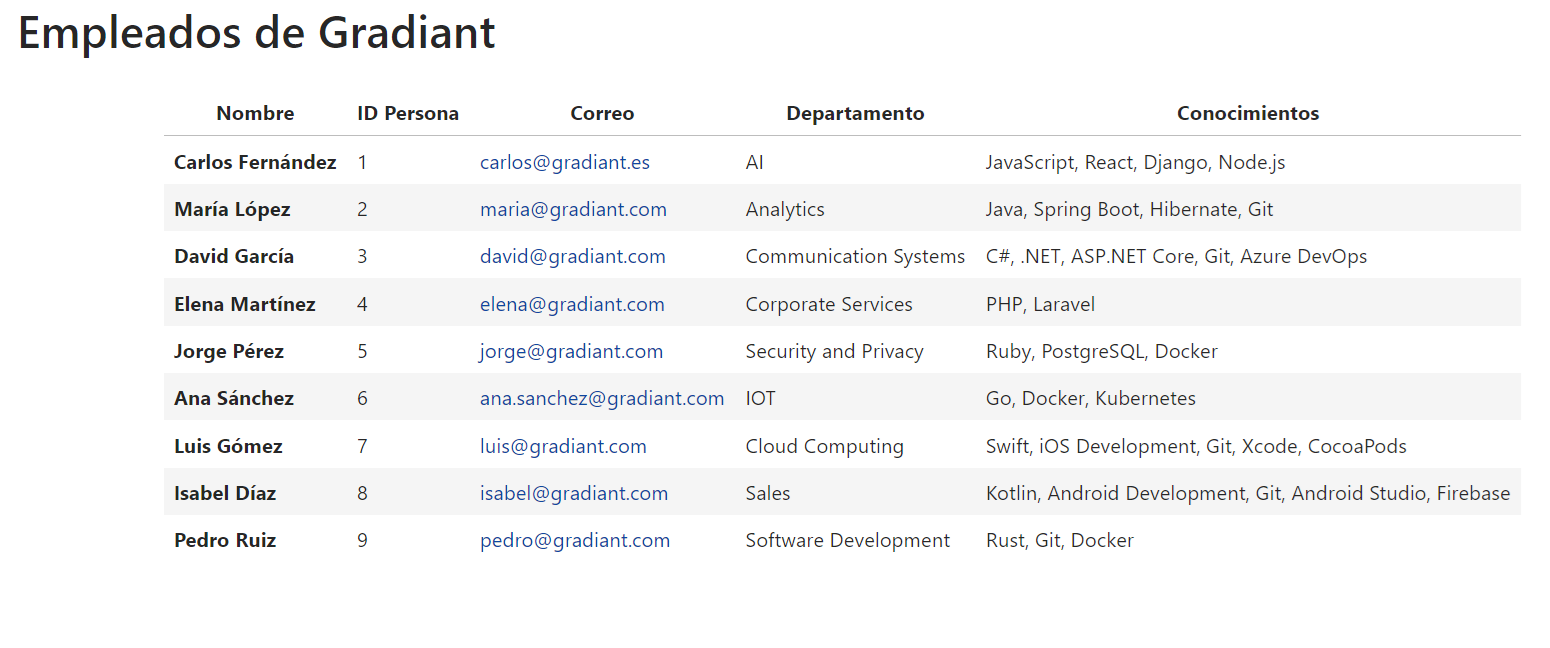 Empleados de Gradiant
Nombre ID Persona Correo Departamento Conocimientos
Carlos Fernández 1 carlos@gradiant.es AI JavaScript, React, Django, Node.js
María López 2 maria@gradiant.com Analytics Java, Spring Boot, Hibernate, Git
David García 3 david@gradiant.com Communication Systems C#, .NET, ASP.NET Core, Git, Azure DevOps
Elena Martínez 4 elena@gradiant.com Corporate Services PHP, Laravel
Jorge Pérez 5 jorge@gradiant.com Security and Privacy Ruby, PostgreSQL, Docker
Ana Sánchez 6 ana.sanchez@gradiant.com IOT Go, Docker, Kubernetes
Luis Gómez 7 luis@gradiant.com Cloud Computing Swift, iOS Development, Git, Xcode, CocoaPods
Isabel Díaz 8 isabel@gradiant.com Sales Kotlin, Android Development, Git, Android Studio, Firebase
Pedro Ruiz 9 pedro@gradiant.com Software Development Rust, Git, Docker